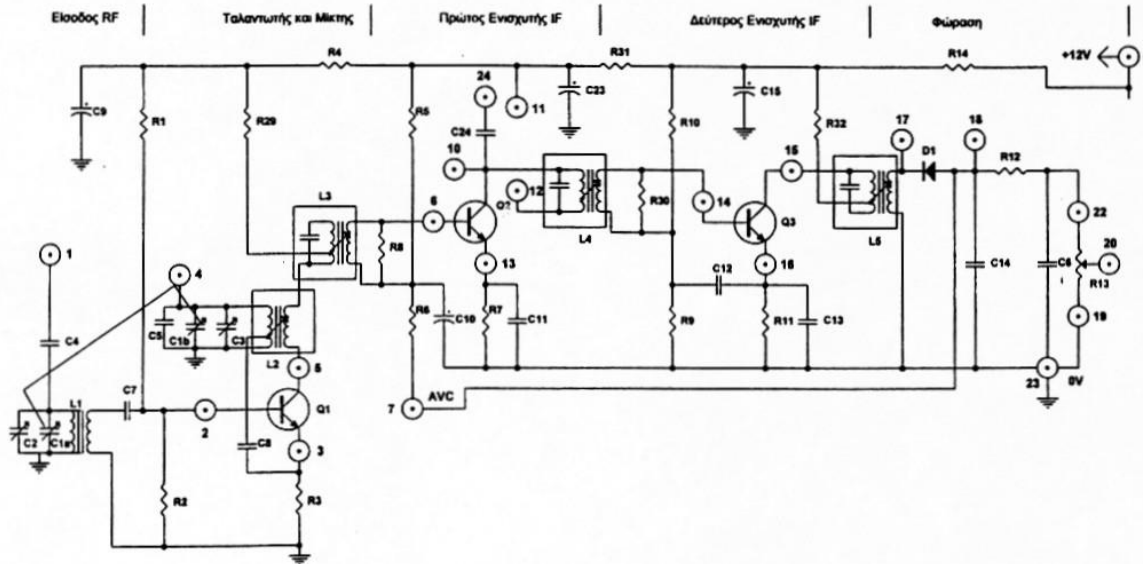 Είσοδος RF
Ταλαντωτής και Μίκτης
Πρώτος Ενισχυτής IF
Δεύτερος Ενισχυτής IF
Φώραση
R4
R31
R14
+12V
24
11
C23
C15
17
18
C9
R1
R29
R5
C24
R10
R32
D1
R12
10
15
L3
12
6
Q2
R30
14
Q3
22
L4
L5
1
4
R8
13
16
20
C12
C14
C6
R13
C4
C5
C1b
C3
R6
C10
R7
C11
R9
R11
C13
19
L2
5
23
0V
L1
C7
Q1
7
AVC
2
C2
C1a
C8
3
R2
R3